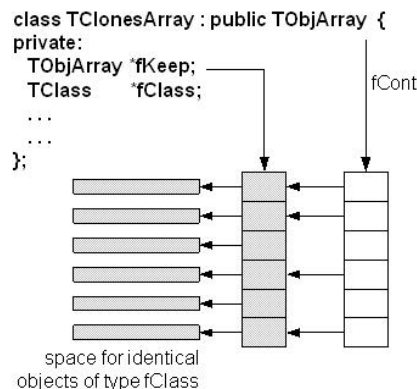 class TClonesArray : public TObjArray {
private:
TObjArray *fKeep;
TClass *fClass;
...
...
};
fCont
space for identical
objects of type fClass